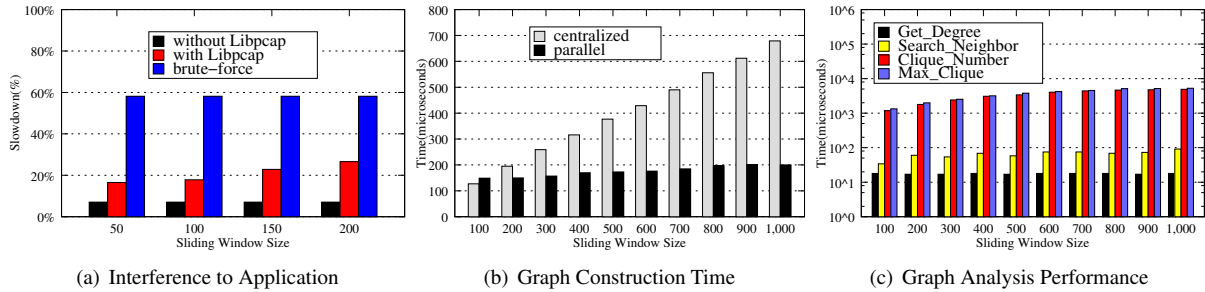 100%
80%
60%
40%
20%
0%
Slowdown(%)
without Libpcap
with Libpcap
brute-force
50 100 150 200
Sliding Window Size
(a) Interference to Application
800
700
600
500
400
300
200
100
0
Time(microseconds)
centralized
parallel
100 200 300 400 500 600 700 800 900 1,000
Sliding Window Size
(b) Graph Construction Time
10^6
10^5
10^4
10^3
10^2
10^1
10^0
Time(microseconds)
Get_Degree
Search_Neighbor
Clique_Number
Max_Clique
100 200 300 400 500 600 700 800 900 1,000
Sliding Window Size
(c) Graph Analysis Performance